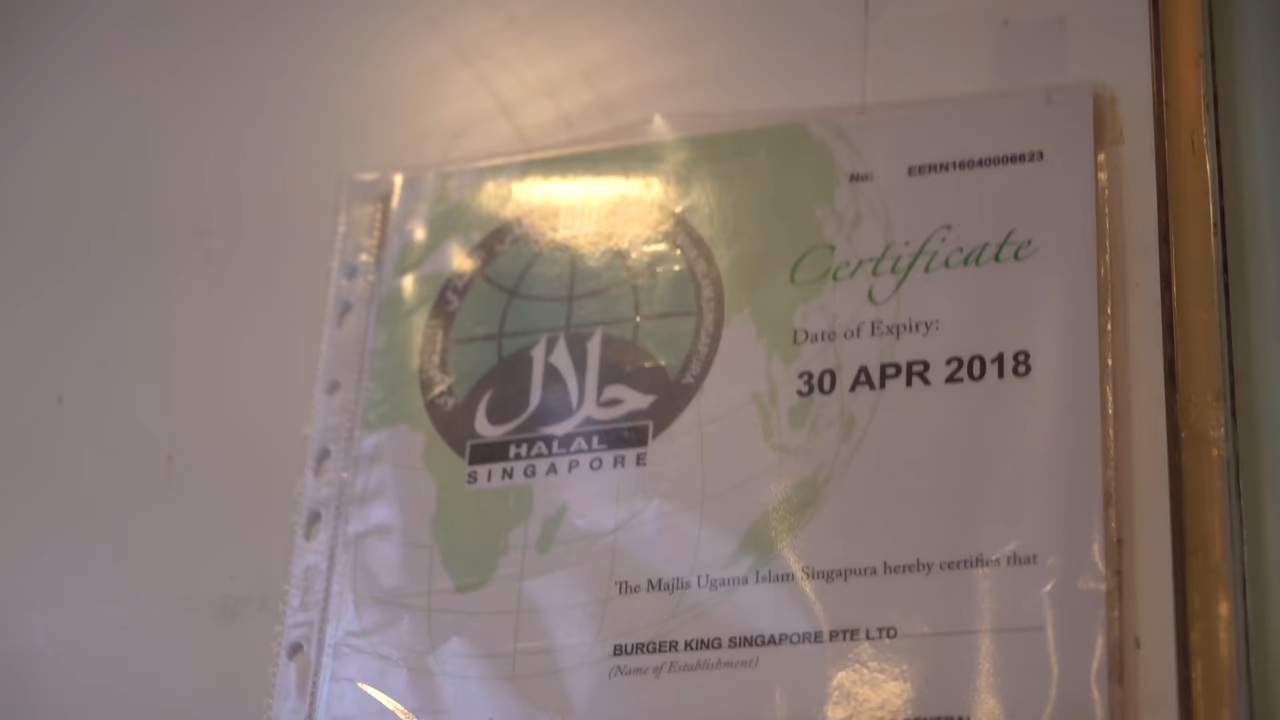 No: EERN16040006623
Certificate
Date of Expiry:
30 APR 2018
حلال
HALAL
SINGAPORE
The Majlis Ugama Islam Singapura hereby certifies that
BURGER KING SINGAPORE PTE LTD
(Name of Establishment)